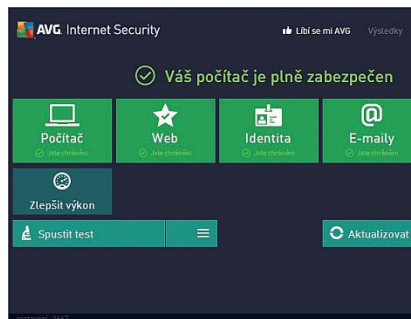 AVG. Internet Security
Líbí se mi AVG
Výsledky
Váš počítač je plně zabezpečen
Počítač
Jste chráněni
Web
Jste chráněni
Identita
Jste chráněni
E-maily
Jste chráněni
Zlepšit výkon
Spustit test
Aktualizovat